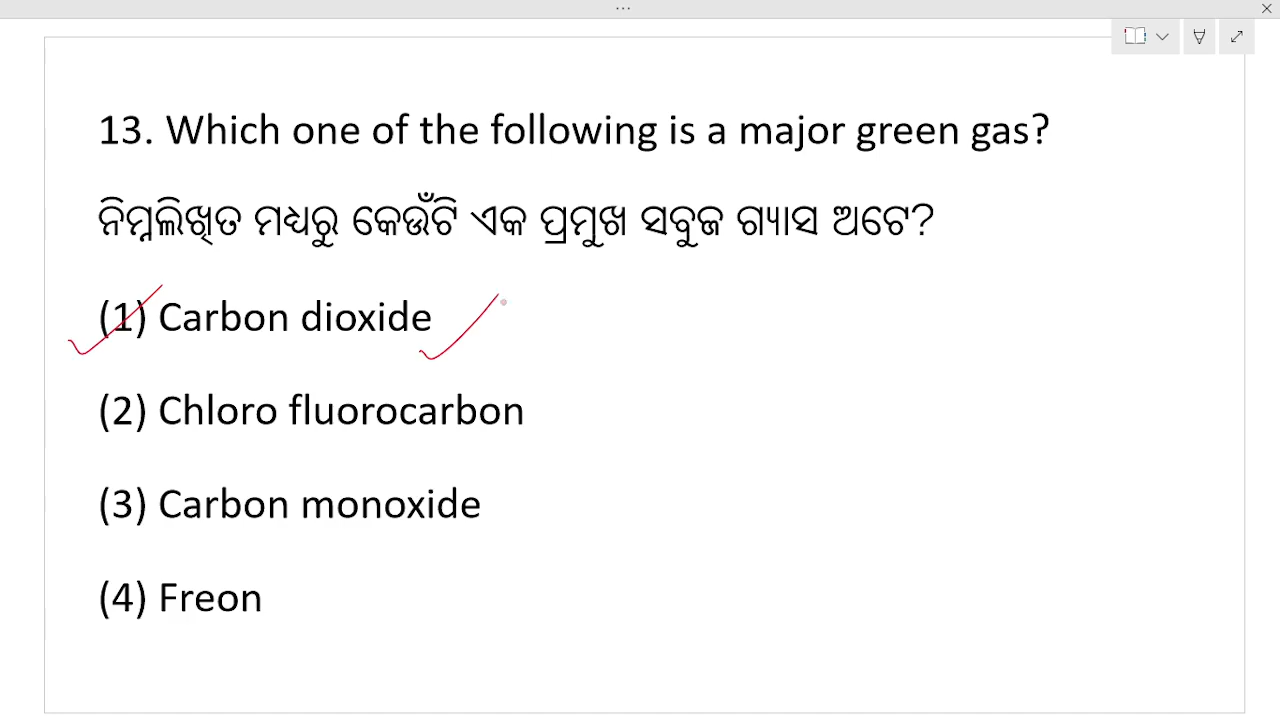 13. Which one of the following is a major green gas?
ନିମ୍ନଲିଖିତ ମଧ୍ୟରୁ କେଉଁଟି ଏକ ପ୍ରମୁଖ ସବୁଜ ଗ୍ୟାସ ଅଟେ?
(1) Carbon dioxide
(2) Chloro fluorocarbon
(3) Carbon monoxide
(4) Freon